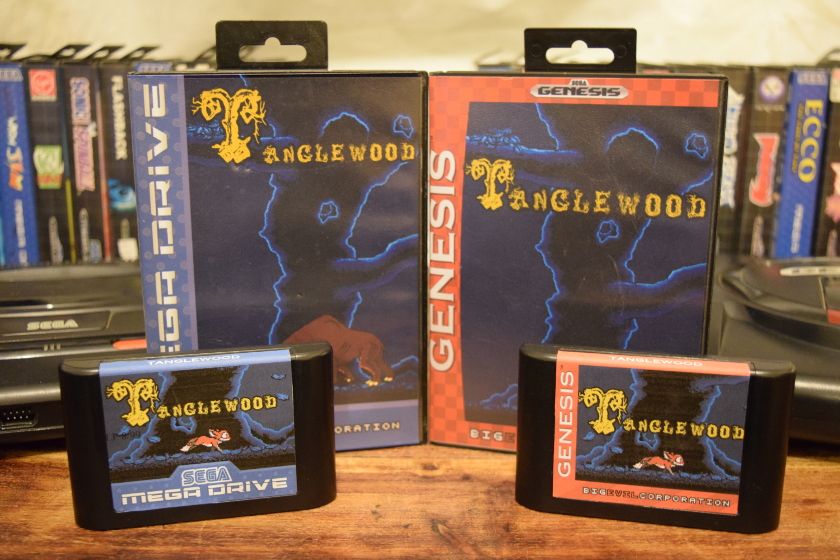 SEGA
GENESIS
MEGA DRIVE
TANGLEWOOD
GENESIS
TANGLEWOOD
FLASHBACK
ECCO
SEGA
ORATION
BIGEVIL
TANGLEWOOD
TANGLEWOOD
SEGA
MEGA DRIVE
TANGLEWOOD
GENESIS
TANGLEWOOD
BIGEVILCORPORATION